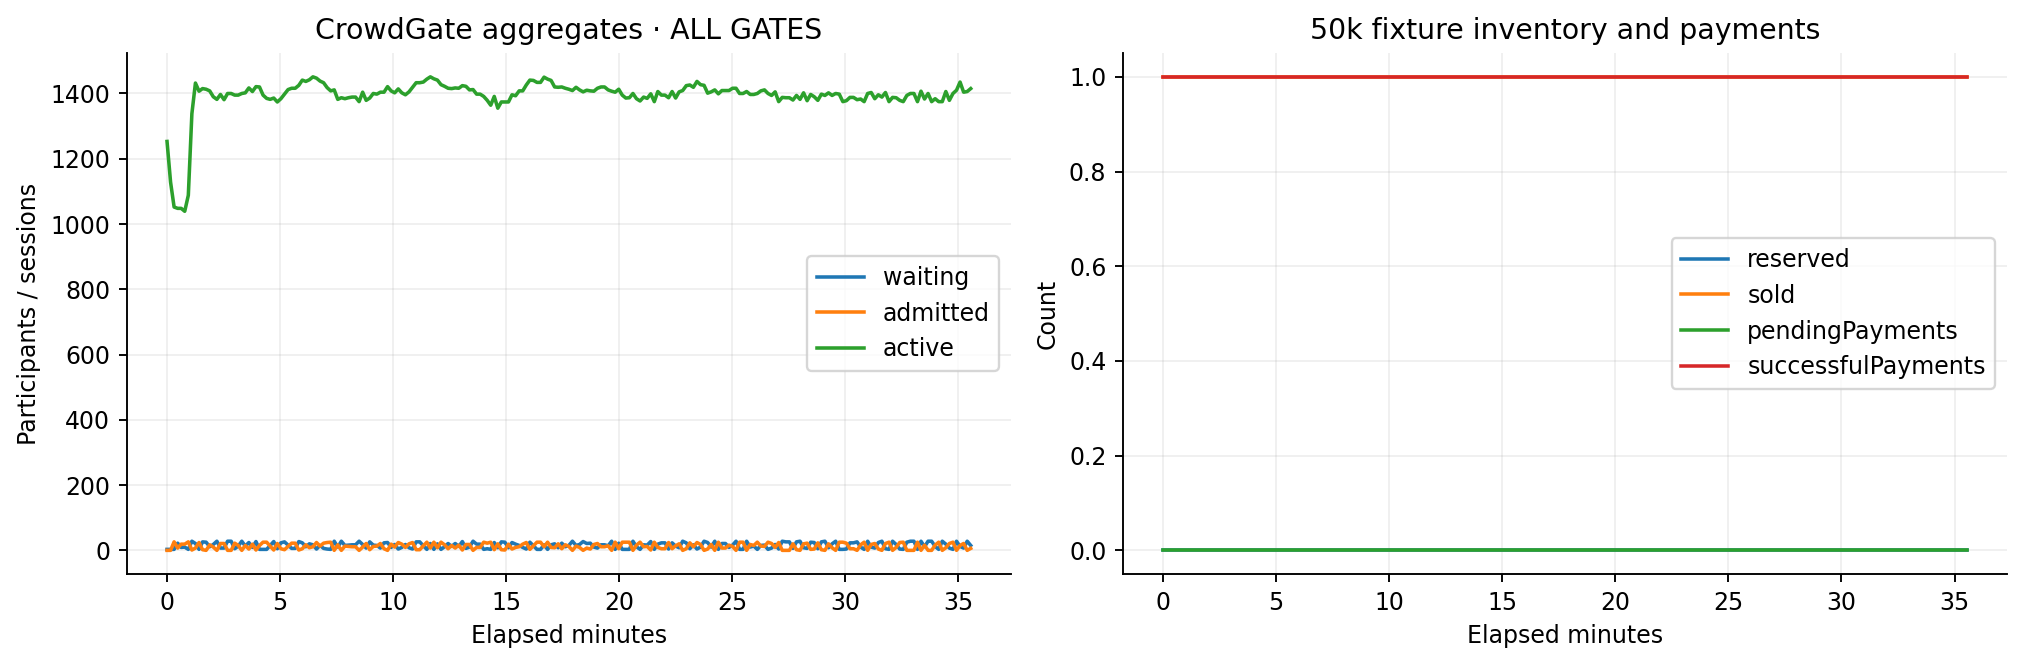 CrowdGate aggregates · ALL GATES
Participants / sessions
1400
1200
1000
800
600
400
200
0
waiting
admitted
active
0 5 10 15 20 25 30 35
Elapsed minutes
50k fixture inventory and payments
Count
1.0
0.8
0.6
0.4
0.2
0.0
reserved
sold
pendingPayments
successfulPayments
0 5 10 15 20 25 30 35
Elapsed minutes